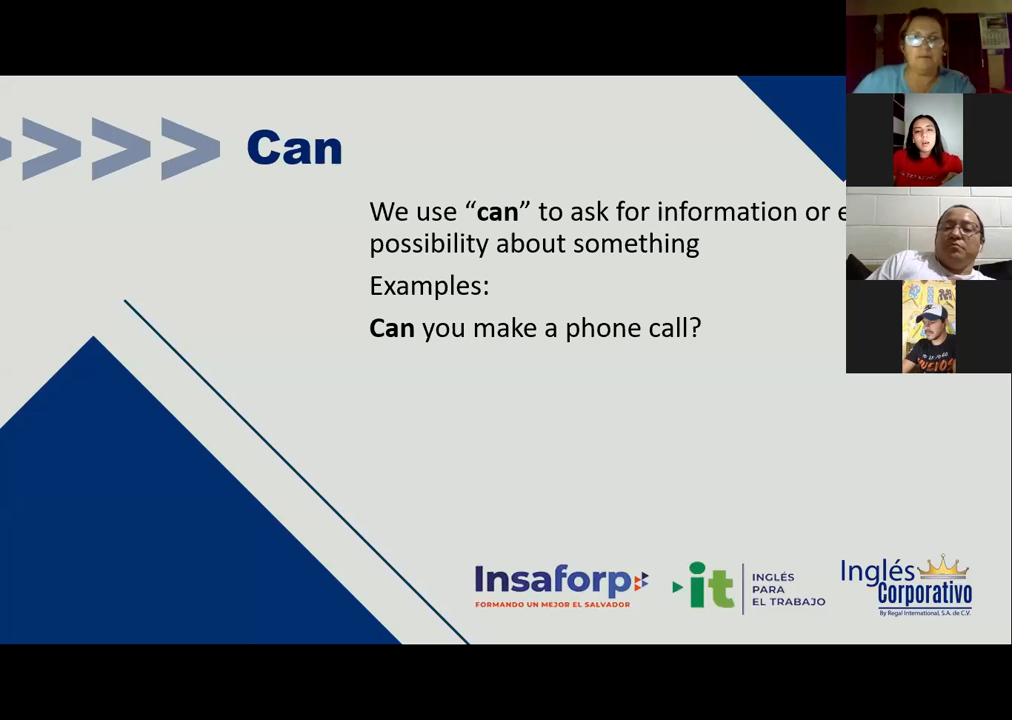 Can
We use “can” to ask for information or
possibility about something
Examples:
Can you make a phone call?
Insaforp
FORMANDO UN MEJOR EL SALVADOR
it
INGLÉS
PARA
EL TRABAJO
Inglés
Corporativo
By Regal International, S.A. de C.V.